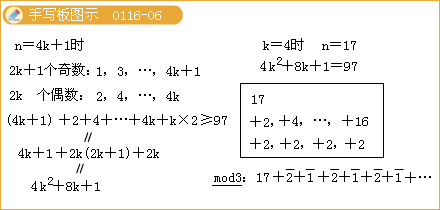 手写板图示 0116-06
n=4k+1时
2k+1个奇数：1, 3, …, 4k+1
2k 个偶数：2, 4, …, 4k
(4k+1) +2+4+…+4k+k×2≥97
〃
4k+1+2k(2k+1)+2k
〃
4k²+8k+1
k=4时 n=17
4k²+8k+1=97
17
+2,+4, …, +16
+2,+2, +2, +2
mod3: 17+2̅+1̅+2̅+1̅+2̅+1̅+…